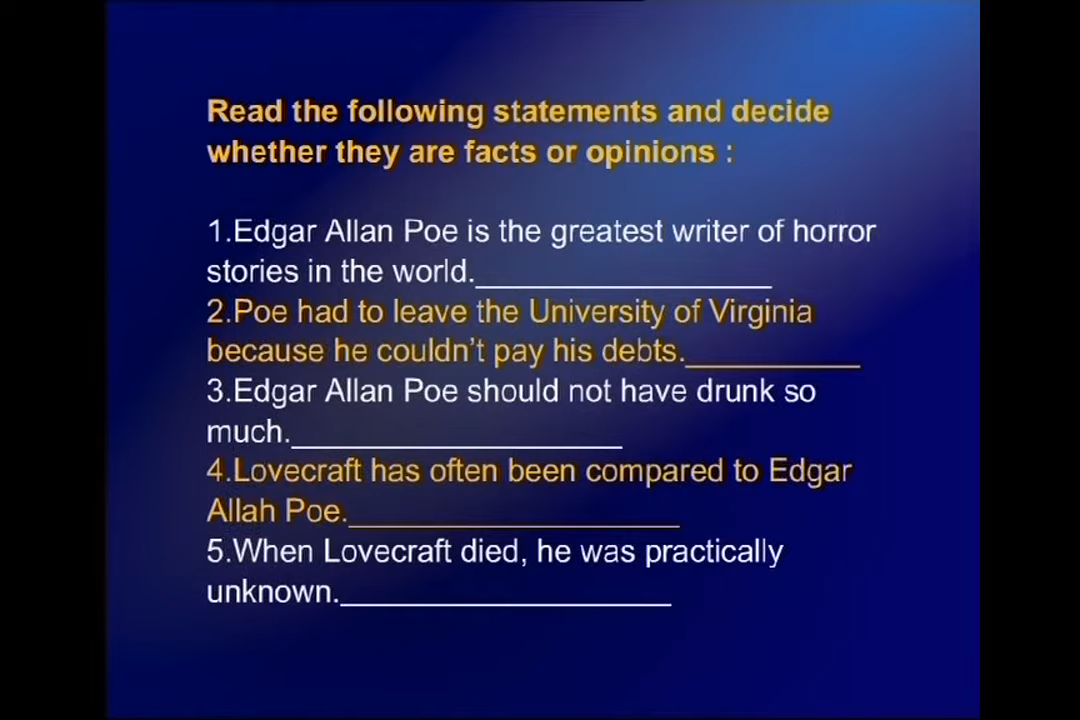 Read the following statements and decide
whether they are facts or opinions :
1.Edgar Allan Poe is the greatest writer of horror
stories in the world.__________________
2.Poe had to leave the University of Virginia
because he couldn't pay his debts.___________
3.Edgar Allan Poe should not have drunk so
much.____________________
4.Lovecraft has often been compared to Edgar
Allah Poe.____________________
5.When Lovecraft died, he was practically
unknown.____________________